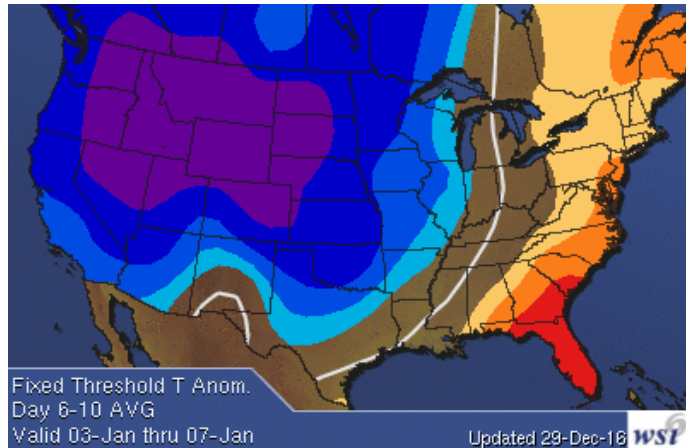 Fixed Threshold T Anom.
Day 6-10 AVG
Valid 03-Jan thru 07-Jan
Updated 29-Dec-16
wsi